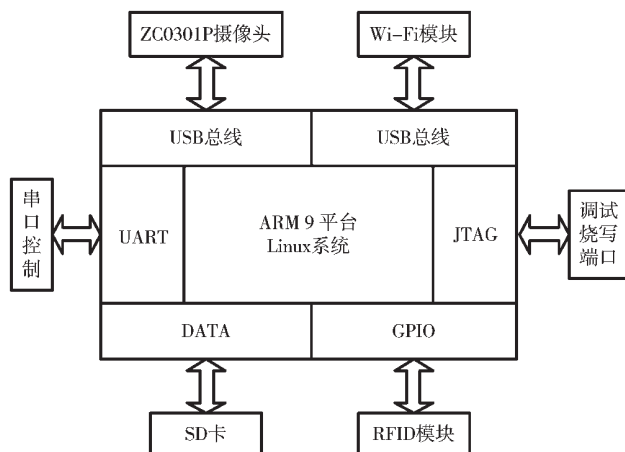 ZC0301P摄像头
Wi-Fi模块
USB总线
USB总线
串
口
控
制
UART
ARM 9 平台
Linux系统
JTAG
调试
烧写
端口
DATA
GPIO
SD卡
RFID模块